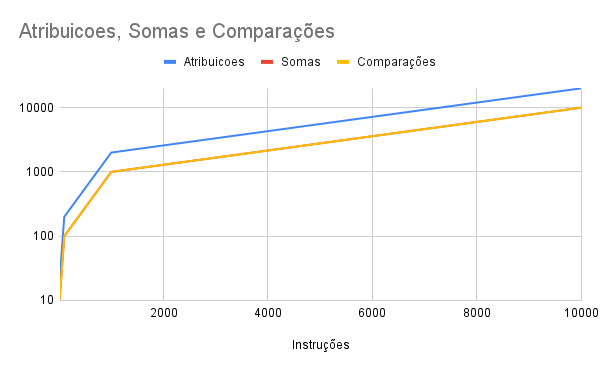 Atribuicoes, Somas e Comparações
Atribuicoes Somas Comparações
10000
1000
100
10
2000 4000 6000 8000 10000
Instruções